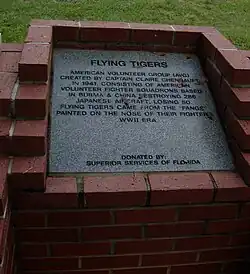 FLYING TIGERS
AMERICAN VOLUNTEER GROUP (AVG)
CREATED BY CAPTAIN CLAIRE CHENNAULT
IN 1941, CONSISTING OF AMERICAN
VOLUNTEER FIGHTER SQUADRONS BASED
IN BURMA & CHINA DESTROYING 286
JAPANESE AIRCRAFT, LOSING 50.
FLYING TIGERS CAME FROM THE "FANGS"
PAINTED ON THE NOSE OF THEIR FIGHTERS
WWII ERA
DONATED BY:
SUPERIOR SERVICES OF FLORIDA